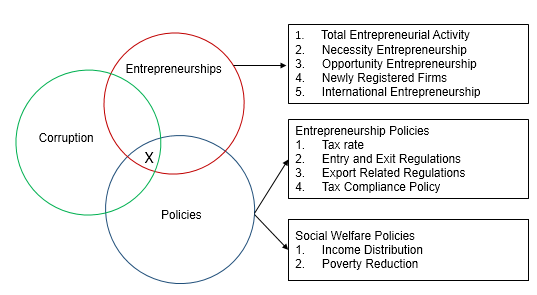 Entrepreneurships
Corruption
X
Policies
1. Total Entrepreneurial Activity
2. Necessity Entrepreneurship
3. Opportunity Entrepreneurship
4. Newly Registered Firms
5. International Entrepreneurship
Entrepreneurship Policies
1. Tax rate
2. Entry and Exit Regulations
3. Export Related Regulations
4. Tax Compliance Policy
Social Welfare Policies
1. Income Distribution
2. Poverty Reduction